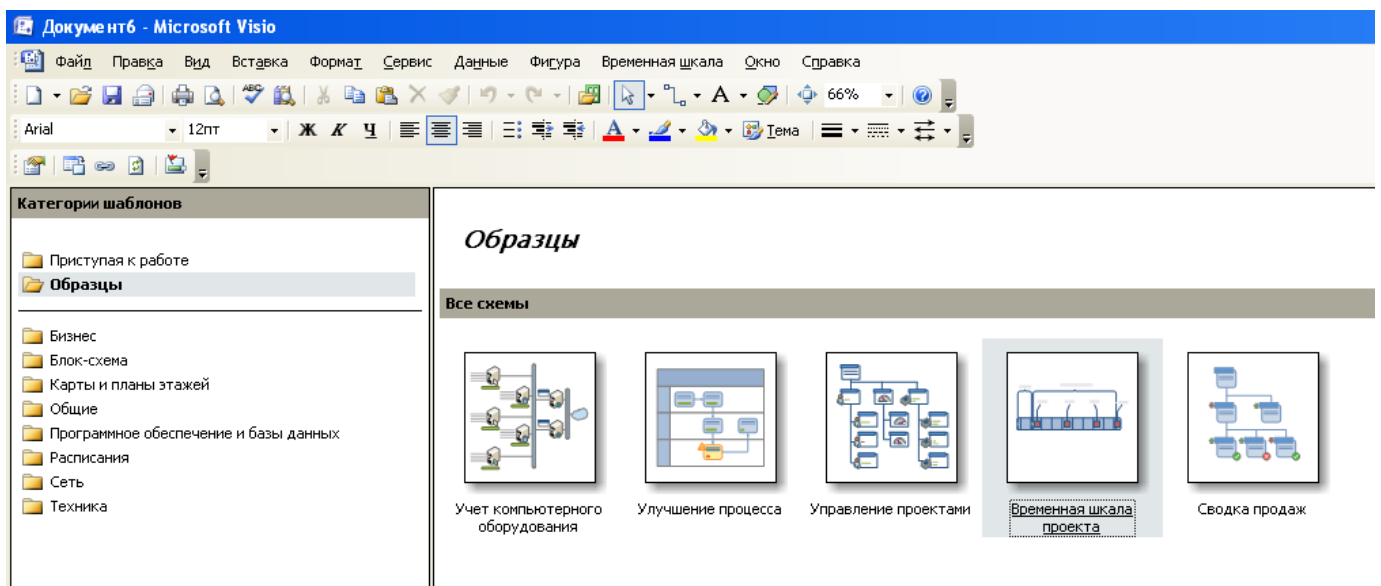 Документ6 - Microsoft Visio
Файл Правка Вид Вставка Формат Сервис Данные Фигура Временная шкала Окно Справка
ABC A 66%
Arial 12пт Ж К Ч A Тема
Категории шаблонов
Приступая к работе
Образцы
Бизнес
Блок-схема
Карты и планы этажей
Общие
Программное обеспечение и базы данных
Расписания
Сеть
Техника
Образцы
Все схемы
Учет компьютерного
оборудования
Улучшение процесса
Управление проектами
Временная шкала
проекта
Сводка продаж